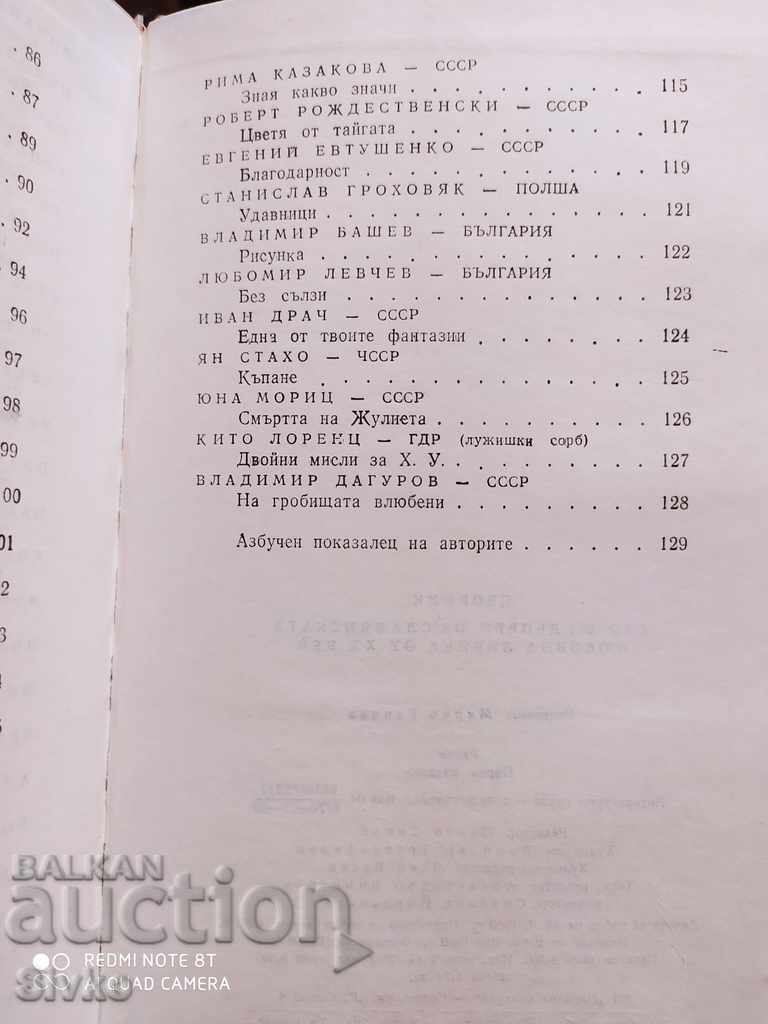 86
87
89
90
92
94
96
97
98
99
00
01
2
3
4
5
РИМА КАЗАКОВА — СССР
Зная какво значи . . . . . . . . . . . 115
РОБЕРТ РОЖДЕСТВЕНСКИ — СССР
Цветя от тайгата . . . . . . . . . . . 117
ЕВГЕНИЙ ЕВТУШЕНКО — СССР
Благодарност . . . . . . . . . . . . 119
СТАНИСЛАВ ГРОХОВЯК — ПОЛША
Удавници . . . . . . . . . . . . . . 121
ВЛАДИМИР БАШЕВ — БЪЛГАРИЯ
Рисунка . . . . . . . . . . . . . . 122
ЛЮБОМИР ЛЕВЧЕВ — БЪЛГАРИЯ
Без сълзи . . . . . . . . . . . . . 123
ИВАН ДРАЧ — СССР
Една от твоите фантазии . . . . . . . . 124
ЯН СТАХО — ЧССР
Къпане . . . . . . . . . . . . . . 125
ЮНА МОРИЦ — СССР
Смъртта на Жулиета . . . . . . . . . . 126
КИТО ЛОРЕНЦ — ГДР (лужишки сорб)
Двойни мисли за Х. У. . . . . . . . . . 127
ВЛАДИМИР ДАГУРОВ — СССР
На гробищата влюбени . . . . . . . . . 128
Азбучен показалец на авторите . . . . . . 129
BALKAN
auction
REDMI NOTE 8T
AI QUAD CAMERA
Sivko